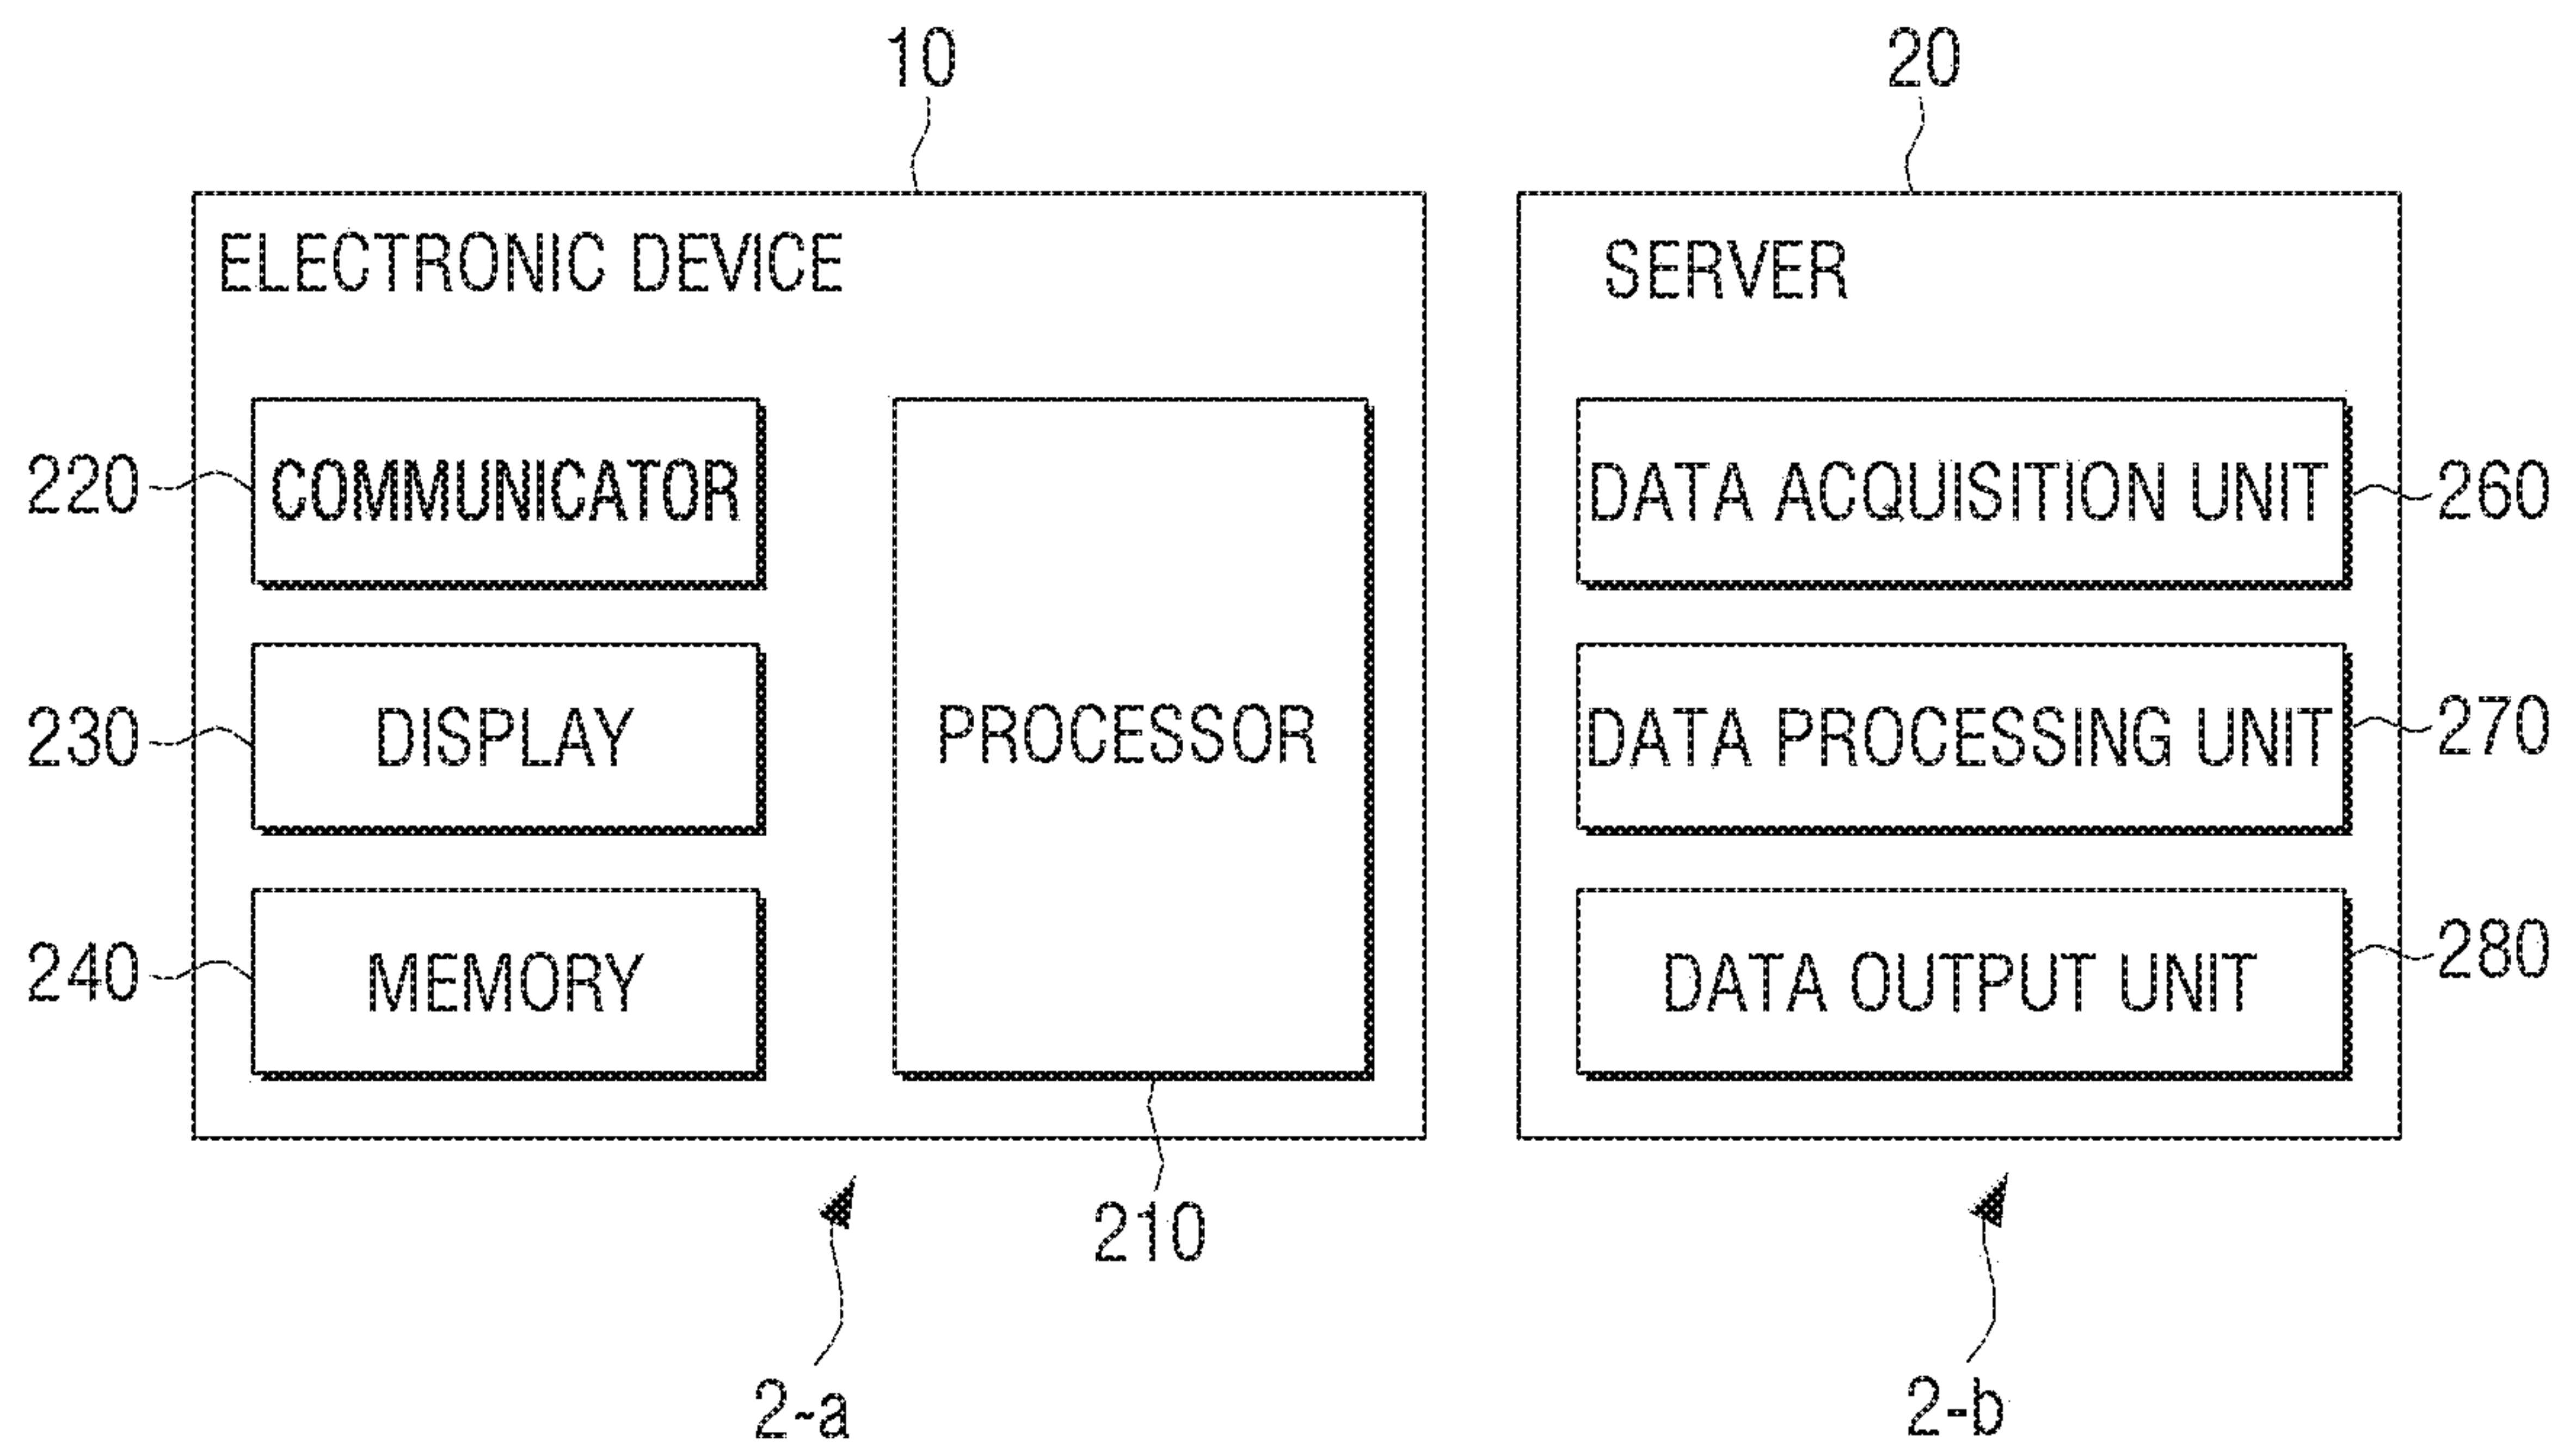 10
20
ELECTRONIC DEVICE
SERVER
220
COMMUNICATOR
230
DISPLAY
240
MEMORY
PROCESSOR
210
DATA ACQUISITION UNIT
260
DATA PROCESSING UNIT
270
DATA OUTPUT UNIT
280
2-a
2-b